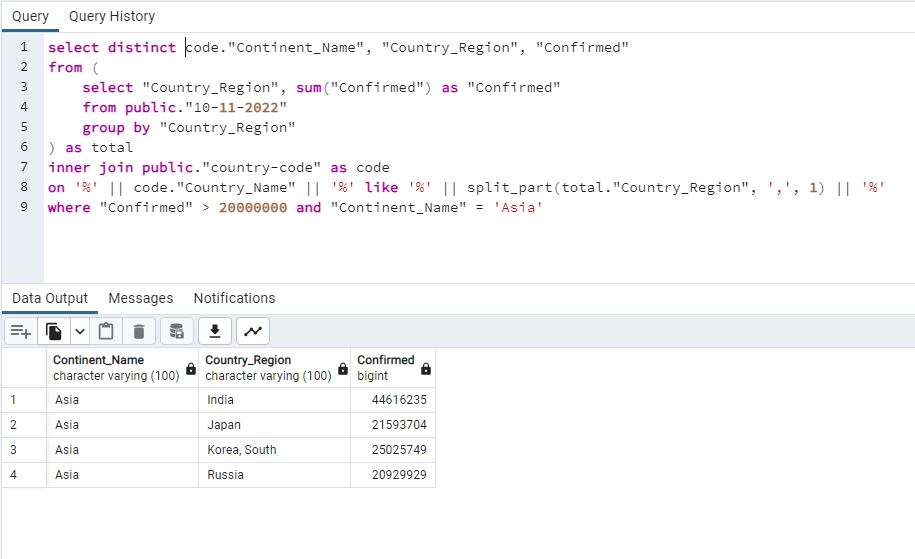 Query Query History
1 select distinct code."Continent_Name", "Country_Region", "Confirmed"
2 from (
3 select "Country_Region", sum("Confirmed") as "Confirmed"
4 from public."10-11-2022"
5 group by "Country_Region"
6 ) as total
7 inner join public."country-code" as code
8 on '%' || code."Country_Name" || '%' like '%' || split_part(total."Country_Region", ',', 1) || '%'
9 where "Confirmed" > 20000000 and "Continent_Name" = 'Asia'
Data Output Messages Notifications
Continent_Name Country_Region Confirmed
character varying (100) character varying (100) bigint
1 Asia India 44616235
2 Asia Japan 21593704
3 Asia Korea, South 25025749
4 Asia Russia 20929929